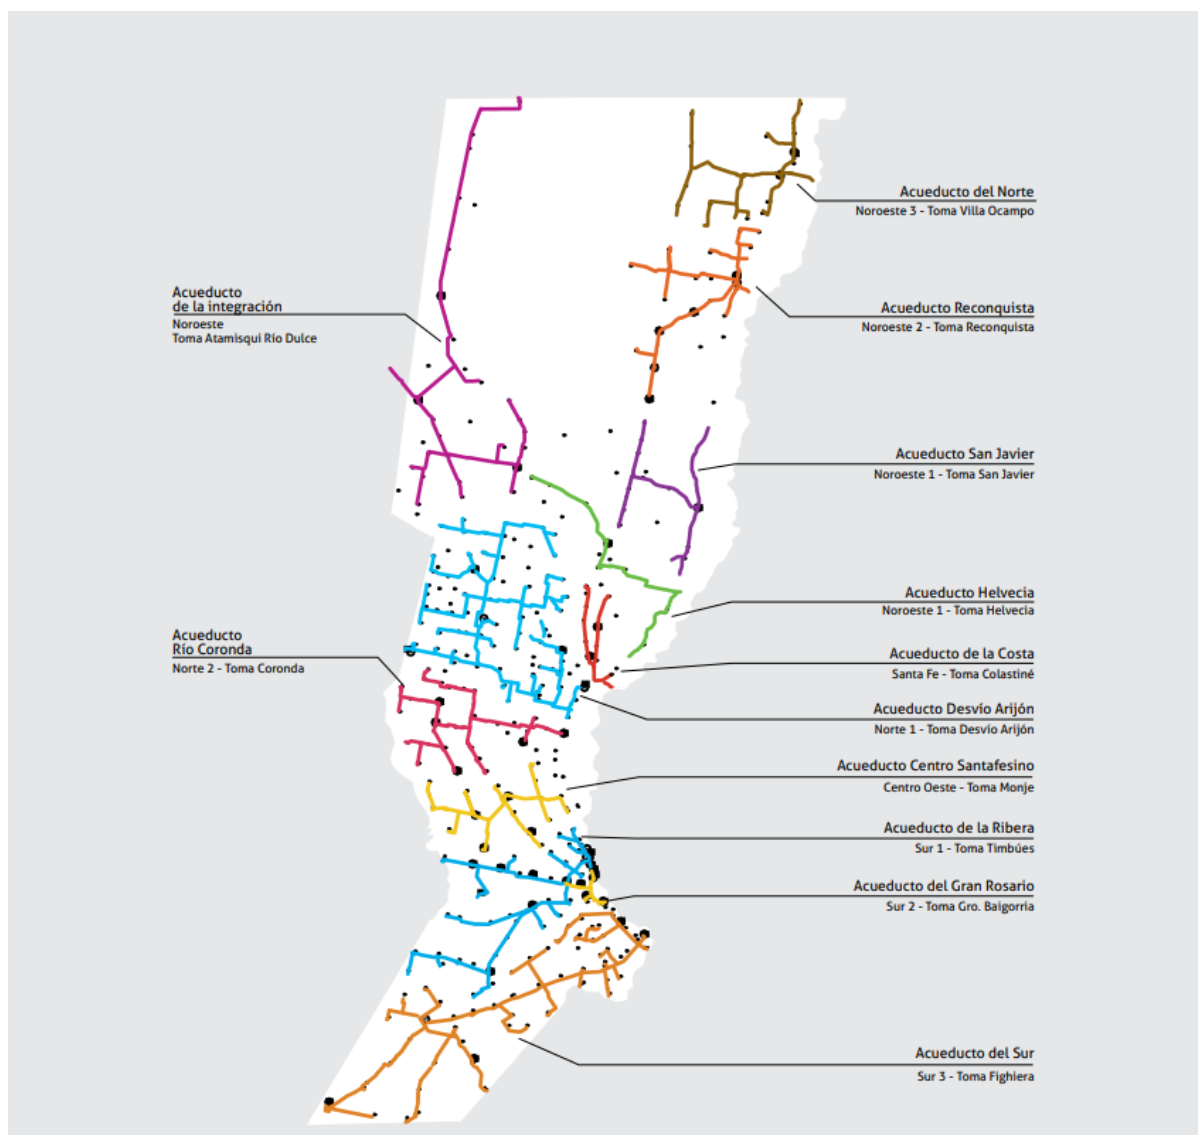 Acueducto del Norte
Noroeste 3 - Toma Villa Ocampo
Acueducto
de la integración
Noroeste
Toma Atamisqui Río Dulce
Acueducto Reconquista
Noroeste 2 - Toma Reconquista
Acueducto San Javier
Noroeste 1 - Toma San Javier
Acueducto Helvecia
Noroeste 1 - Toma Helvecia
Acueducto
Río Coronda
Norte 2 - Toma Coronda
Acueducto de la Costa
Santa Fe - Toma Colastiné
Acueducto Desvío Arijón
Norte 1 - Toma Desvío Arijón
Acueducto Centro Santafesino
Centro Oeste - Toma Monje
Acueducto de la Ribera
Sur 1 - Toma Timbúes
Acueducto del Gran Rosario
Sur 2 - Toma Gro. Baigorria
Acueducto del Sur
Sur 3 - Toma Fighiera